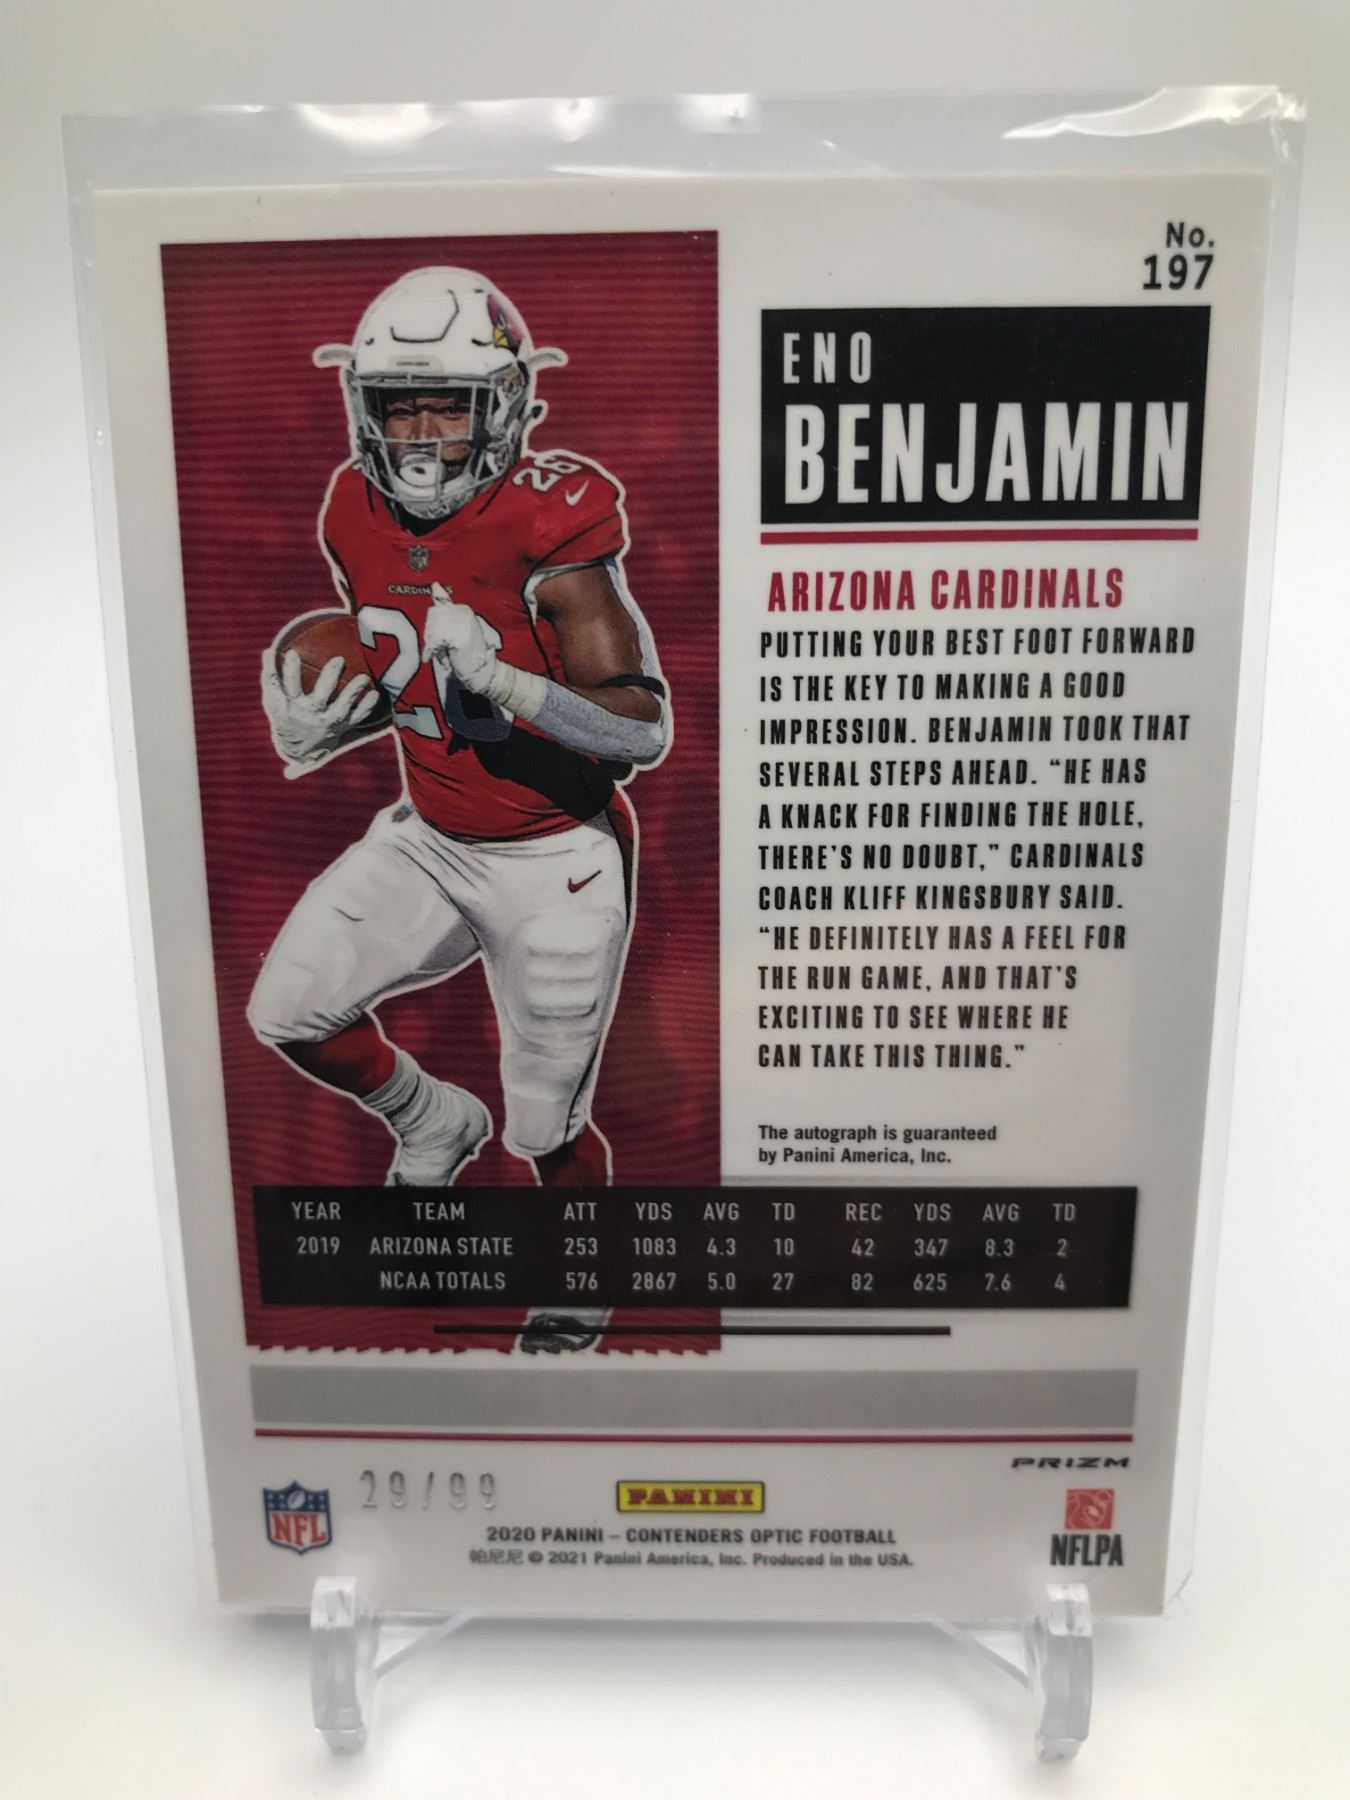 No.
197
ENO
BENJAMIN
ARIZONA CARDINALS
PUTTING YOUR BEST FOOT FORWARD
IS THE KEY TO MAKING A GOOD
IMPRESSION. BENJAMIN TOOK THAT
SEVERAL STEPS AHEAD. “HE HAS
A KNACK FOR FINDING THE HOLE,
THERE’S NO DOUBT,” CARDINALS
COACH KLIFF KINGSBURY SAID.
“HE DEFINITELY HAS A FEEL FOR
THE RUN GAME, AND THAT’S
EXCITING TO SEE WHERE HE
CAN TAKE THIS THING.”
The autograph is guaranteed
by Panini America, Inc.
26
CARDINALS
26
YEAR TEAM ATT YDS AVG TD REC YDS AVG TD
2019 ARIZONA STATE 253 1083 4.3 10 42 347 8.3 2
NCAA TOTALS 576 2867 5.0 27 82 625 7.6 4
PRIZM
NFL
29/99
PANINI
2020 PANINI – CONTENDERS OPTIC FOOTBALL
帕尼尼 © 2021 Panini America, Inc. Produced in the USA.
NFLPA